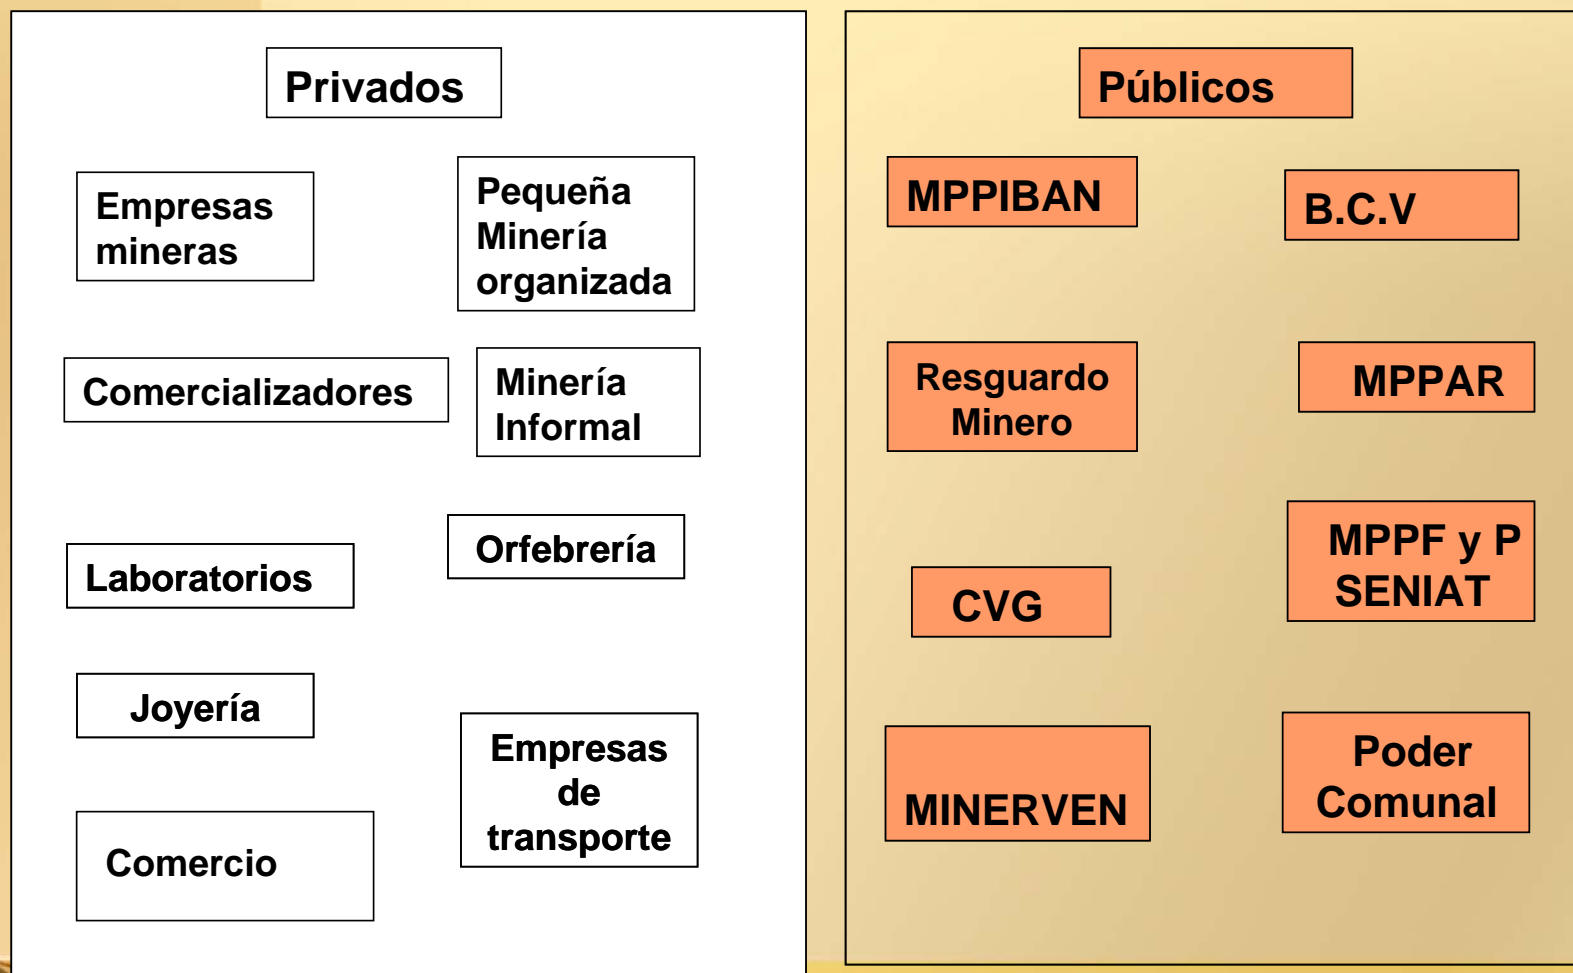 Privados
Empresas
mineras
Pequeña
Minería
organizada
Comercializadores
Minería
Informal
Laboratorios
Orfebrería
Joyería
Empresas
de
transporte
Comercio
Públicos
MPPIBAN
B.C.V
Resguardo
Minero
MPPAR
CVG
MPPF y P
SENIAT
MINERVEN
Poder
Comunal